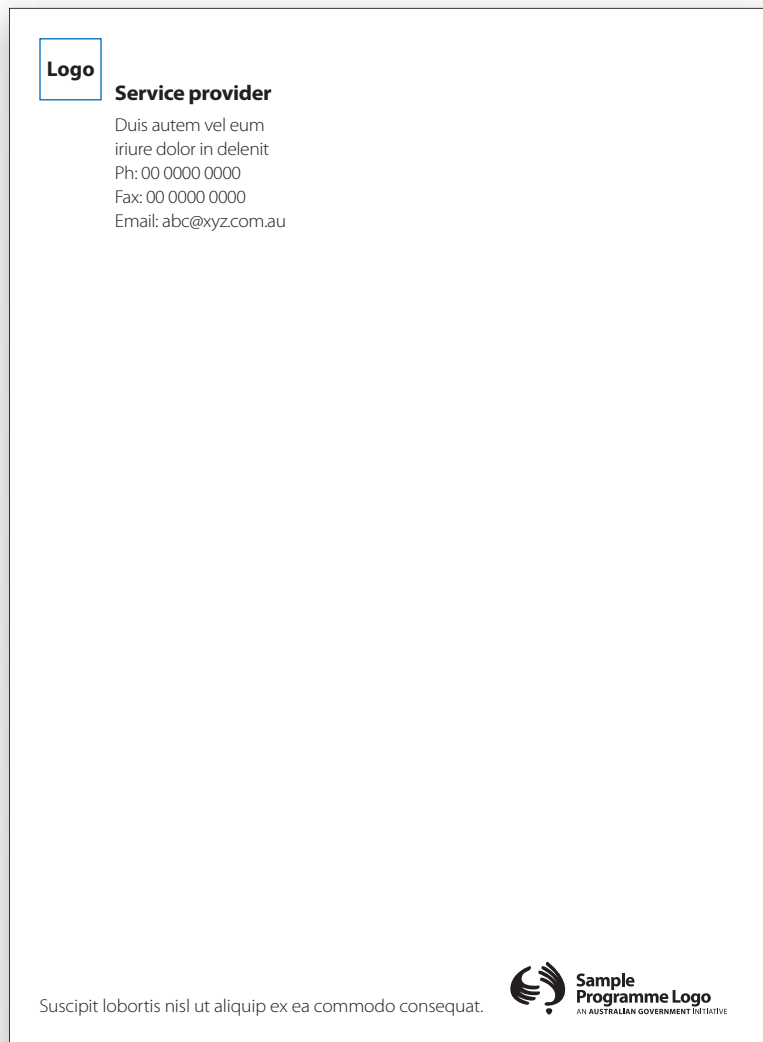 Logo
Service provider
Duis autem vel eum
iriure dolor in delenit
Ph: 00 0000 0000
Fax: 00 0000 0000
Email: abc@xyz.com.au
Suscipit lobortis nisl ut aliquip ex ea commodo consequat.
Sample
Programme Logo
AN AUSTRALIAN GOVERNMENT INITIATIVE